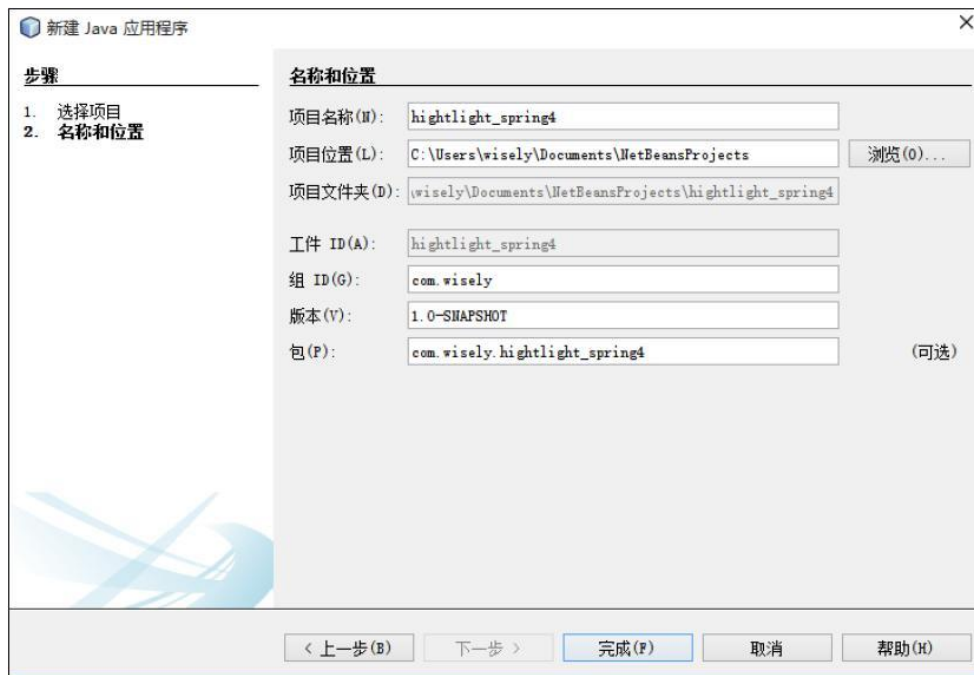 新建 Java 应用程序
步骤
1. 选择项目
2. 名称和位置
名称和位置
项目名称(N): hightlight_spring4
项目位置(L): C:\Users\wisely\Documents\NetBeansProjects 浏览(O)...
项目文件夹(D): \wisely\Documents\NetBeansProjects\hightlight_spring4
工件 ID(A): hightlight_spring4
组 ID(G): com.wisely
版本(V): 1.0-SNAPSHOT
包(P): com.wisely.hightlight_spring4 (可选)
< 上一步(B) 下一步 > 完成(F) 取消 帮助(H)